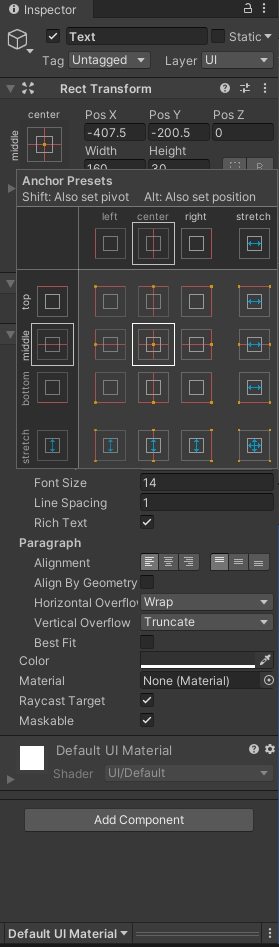 Inspector
Text
Static
Tag Untagged Layer UI
Rect Transform
center
Pos X Pos Y Pos Z
middle
-407.5 -200.5 0
Width Height
160 30
R
Anchor Presets
Shift: Also set pivot Alt: Also set position
left center right stretch
top
middle
bottom
stretch
Font Size 14
Line Spacing 1
Rich Text
Paragraph
Alignment
Align By Geometry
Horizontal Overflow Wrap
Vertical Overflow Truncate
Best Fit
Color
Material None (Material)
Raycast Target
Maskable
Default UI Material
Shader UI/Default
Add Component
Default UI Material